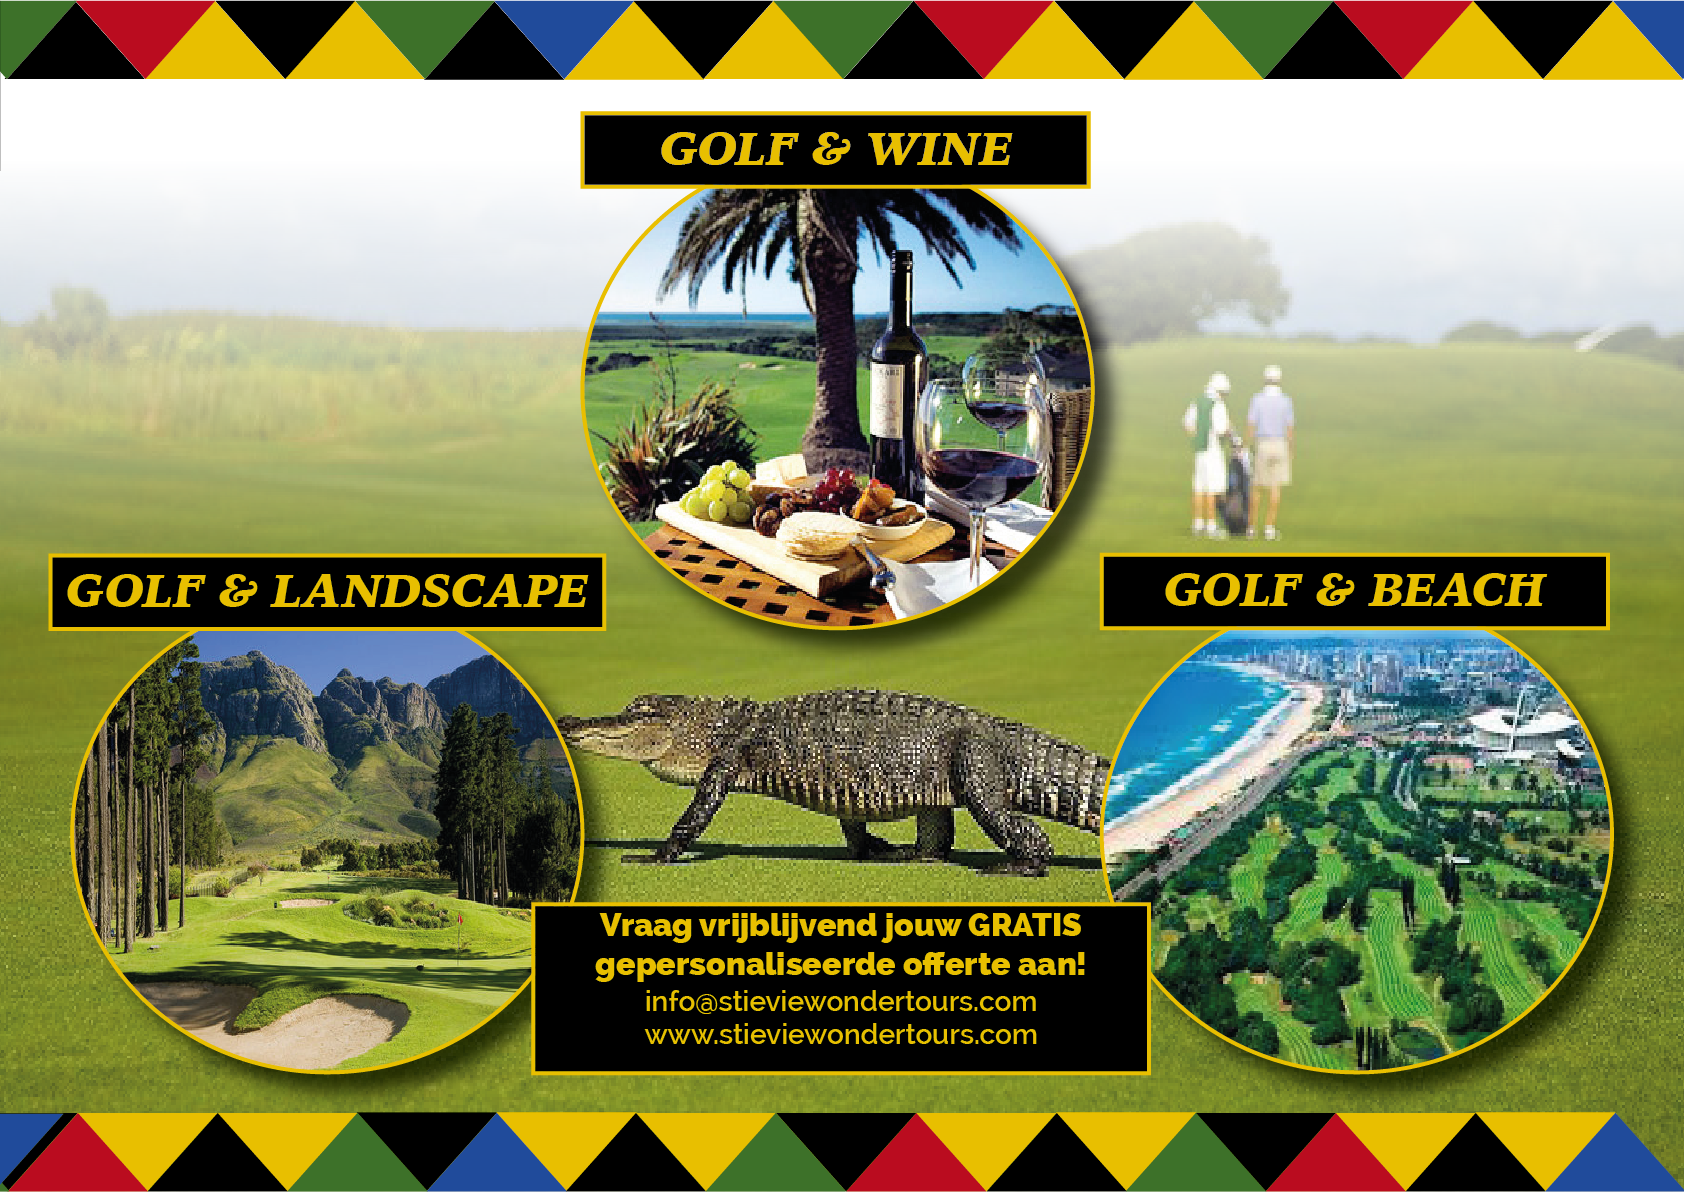 GOLF & WINE
GOLF & LANDSCAPE
GOLF & BEACH
Vraag vrijblijvend jouw GRATIS
gepersonaliseerde offerte aan!
info@stieviewondertours.com
www.stieviewondertours.com